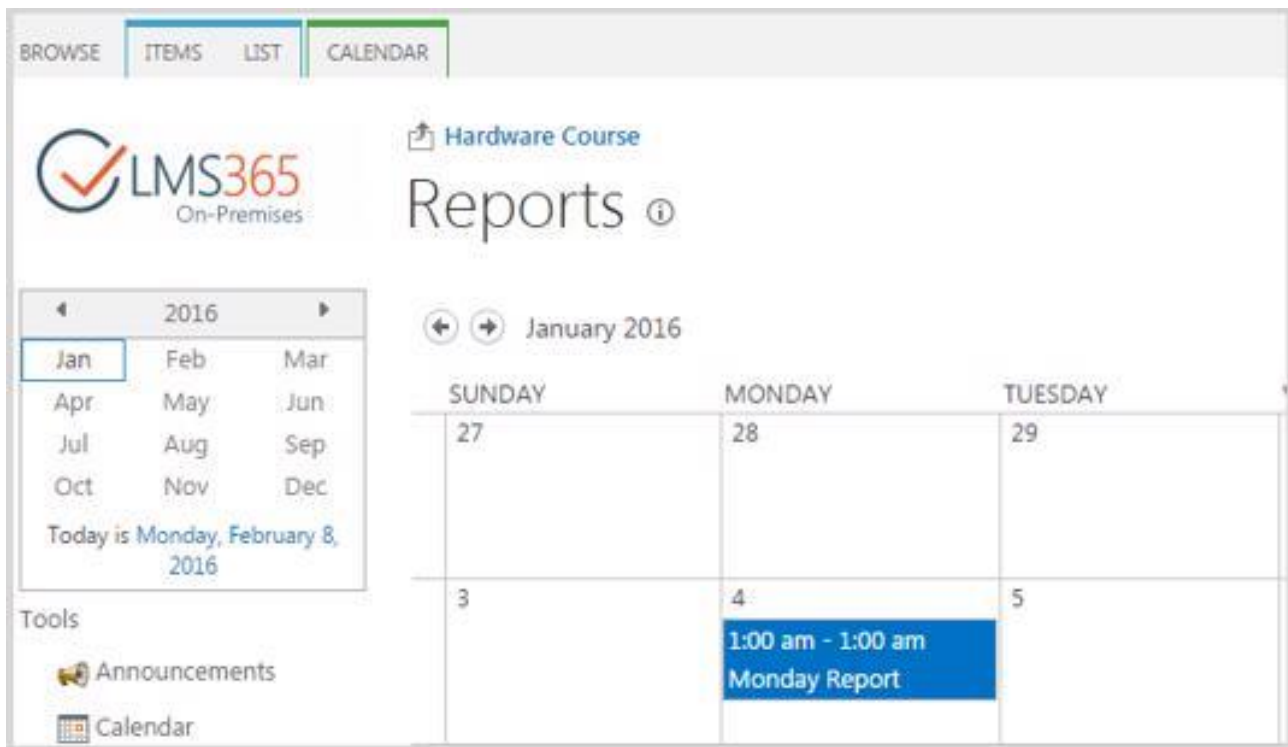 BROWSE ITEMS LIST CALENDAR
LMS365
On-Premises
Hardware Course
Reports
2016
Jan Feb Mar
Apr May Jun
Jul Aug Sep
Oct Nov Dec
Today is Monday, February 8,
2016
Tools
Announcements
Calendar
January 2016
SUNDAY MONDAY TUESDAY
27 28 29
3 4 5
1:00 am - 1:00 am
Monday Report